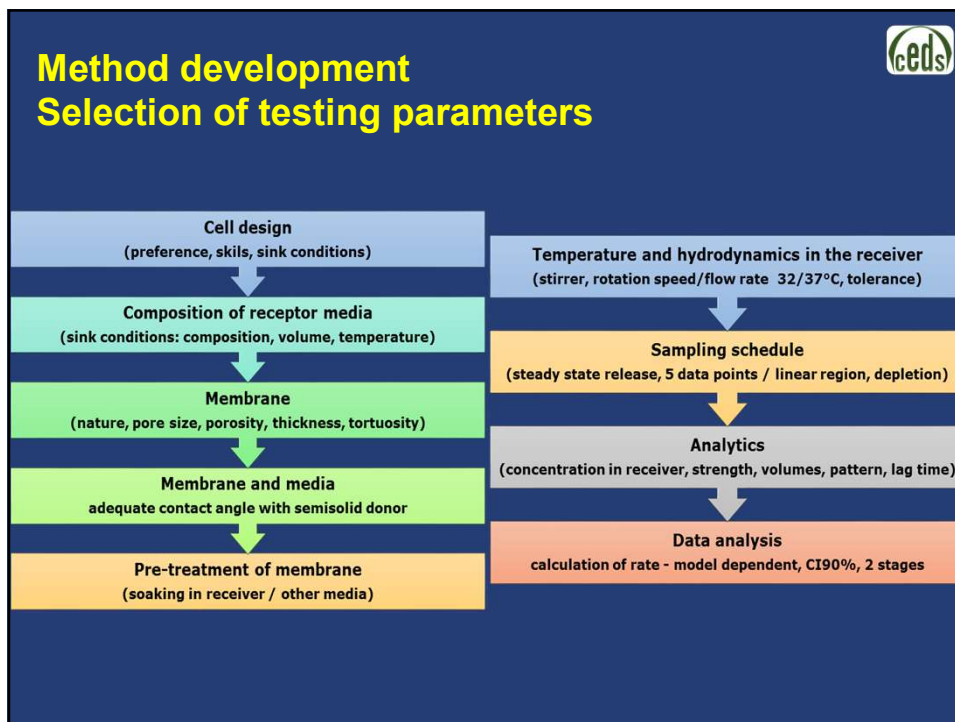 Method development
Selection of testing parameters
ceds
Cell design
(preference, skils, sink conditions)
Composition of receptor media
(sink conditions: composition, volume, temperature)
Membrane
(nature, pore size, porosity, thickness, tortuosity)
Membrane and media
adequate contact angle with semisolid donor
Pre-treatment of membrane
(soaking in receiver / other media)
Temperature and hydrodynamics in the receiver
(stirrer, rotation speed/flow rate 32/37°C, tolerance)
Sampling schedule
(steady state release, 5 data points / linear region, depletion)
Analytics
(concentration in receiver, strength, volumes, pattern, lag time)
Data analysis
calculation of rate - model dependent, CI90%, 2 stages